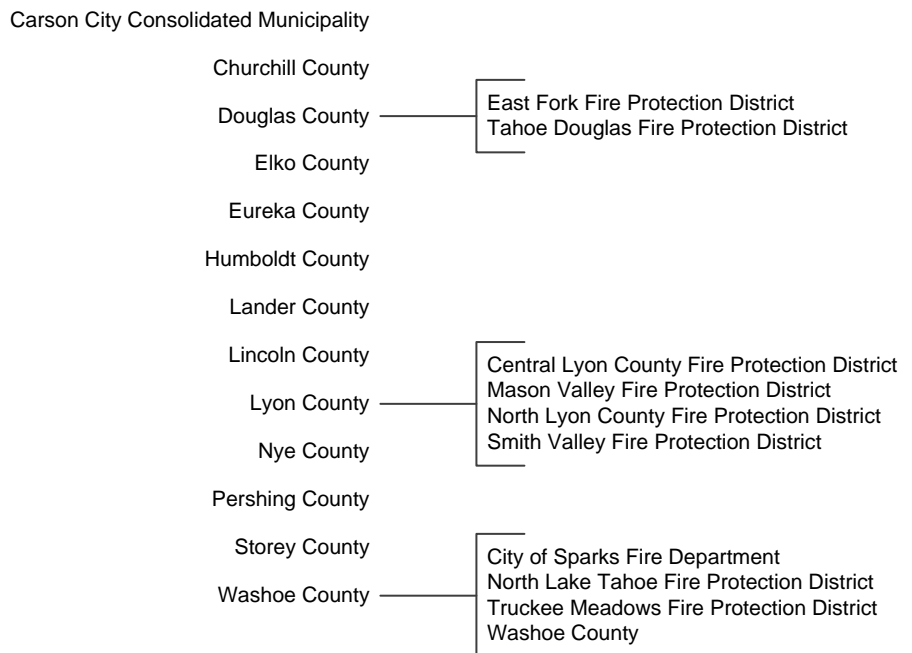 Carson City Consolidated Municipality
Churchill County
Douglas County
East Fork Fire Protection District
Tahoe Douglas Fire Protection District
Elko County
Eureka County
Humboldt County
Lander County
Lincoln County
Lyon County
Central Lyon County Fire Protection District
Mason Valley Fire Protection District
North Lyon County Fire Protection District
Smith Valley Fire Protection District
Nye County
Pershing County
Storey County
Washoe County
City of Sparks Fire Department
North Lake Tahoe Fire Protection District
Truckee Meadows Fire Protection District
Washoe County